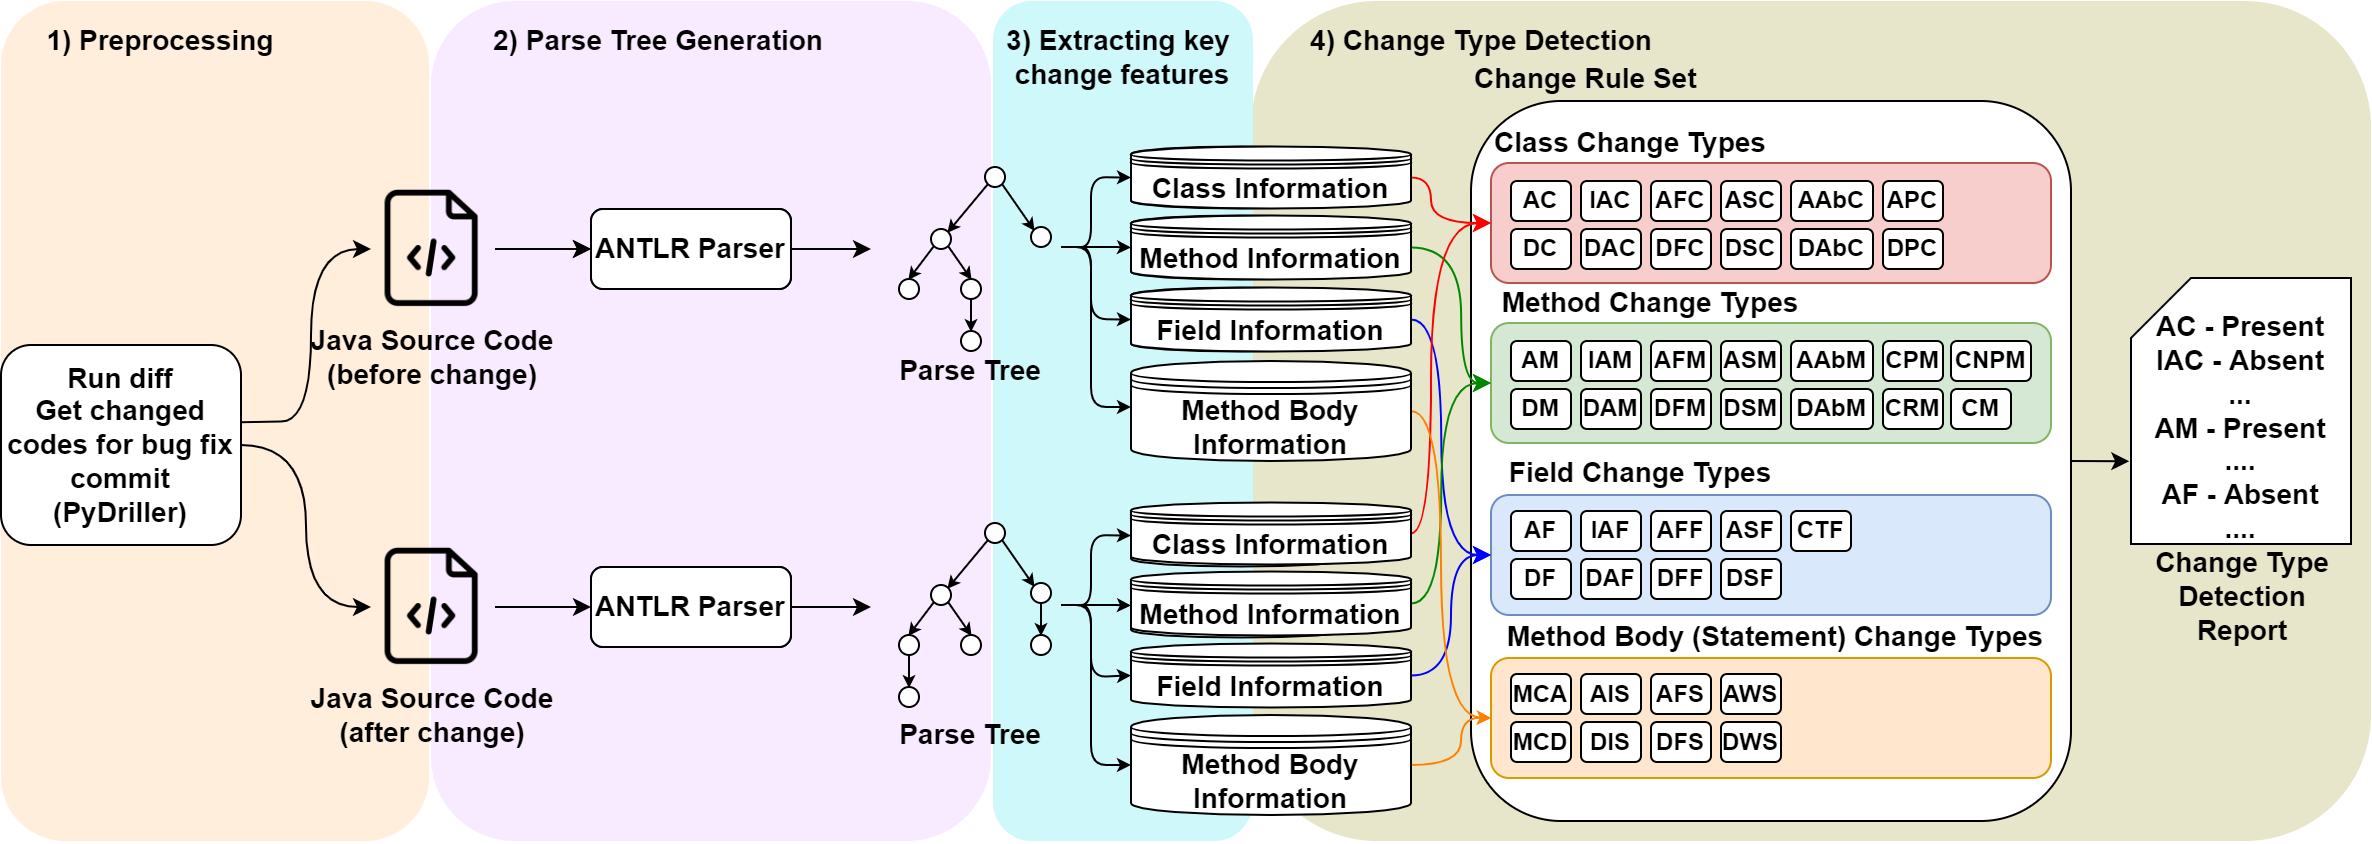 1) Preprocessing
2) Parse Tree Generation
3) Extracting key
change features
4) Change Type Detection
Run diff
Get changed
codes for bug fix
commit
(PyDriller)
Java Source Code
(before change)
ANTLR Parser
Parse Tree
Class Information
Method Information
Field Information
Method Body
Information
Java Source Code
(after change)
ANTLR Parser
Parse Tree
Class Information
Method Information
Field Information
Method Body
Information
Change Rule Set
Class Change Types
AC IAC AFC ASC AAbC APC
DC DAC DFC DSC DAbC DPC
Method Change Types
AM IAM AFM ASM AAbM CPM CNPM
DM DAM DFM DSM DAbM CRM CM
Field Change Types
AF IAF AFF ASF CTF
DF DAF DFF DSF
Method Body (Statement) Change Types
MCA AIS AFS AWS
MCD DIS DFS DWS
AC - Present
IAC - Absent
...
AM - Present
....
AF - Absent
....
Change Type
Detection
Report